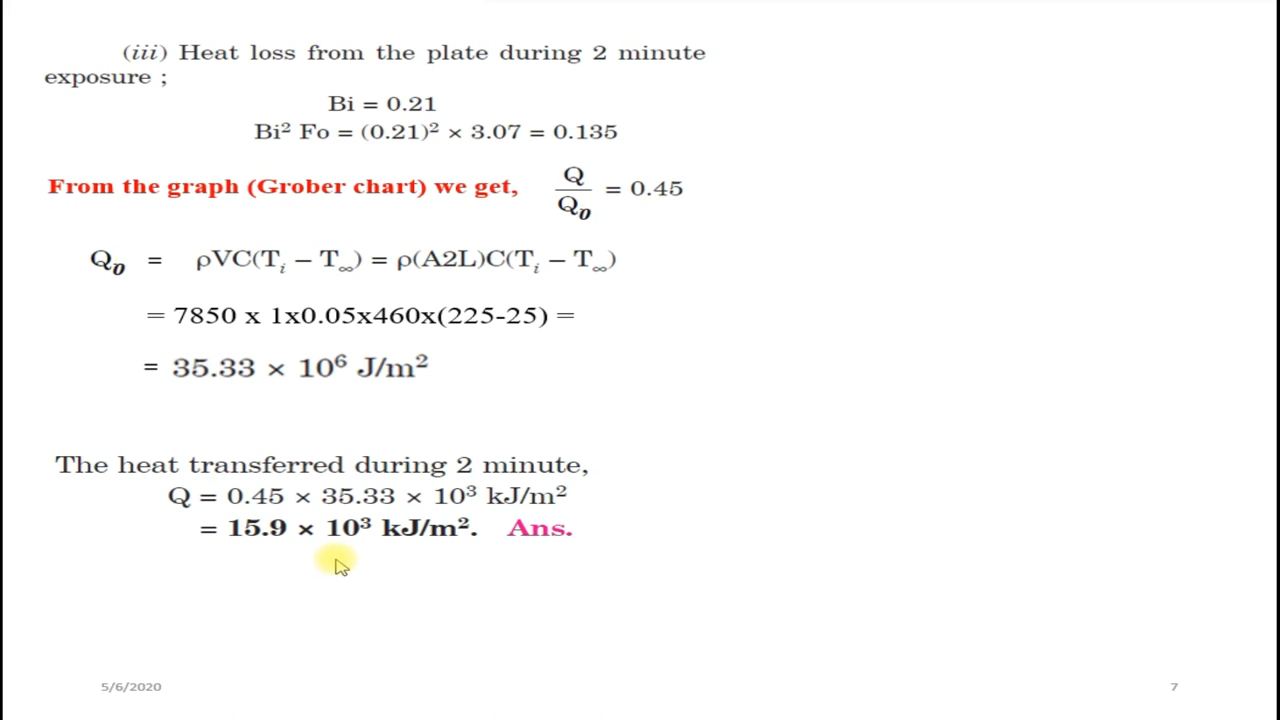 (iii) Heat loss from the plate during 2 minute
exposure ;
Bi = 0.21
Bi² Fo = (0.21)² × 3.07 = 0.135
From the graph (Grober chart) we get, Q/Q₀ = 0.45
Q₀ = ρVC(Tᵢ – T∞) = ρ(A2L)C(Tᵢ – T∞)
= 7850 x 1x0.05x460x(225-25) =
= 35.33 × 10⁶ J/m²
The heat transferred during 2 minute,
Q = 0.45 × 35.33 × 10³ kJ/m²
= 15.9 × 10³ kJ/m². Ans.
5/6/2020
7